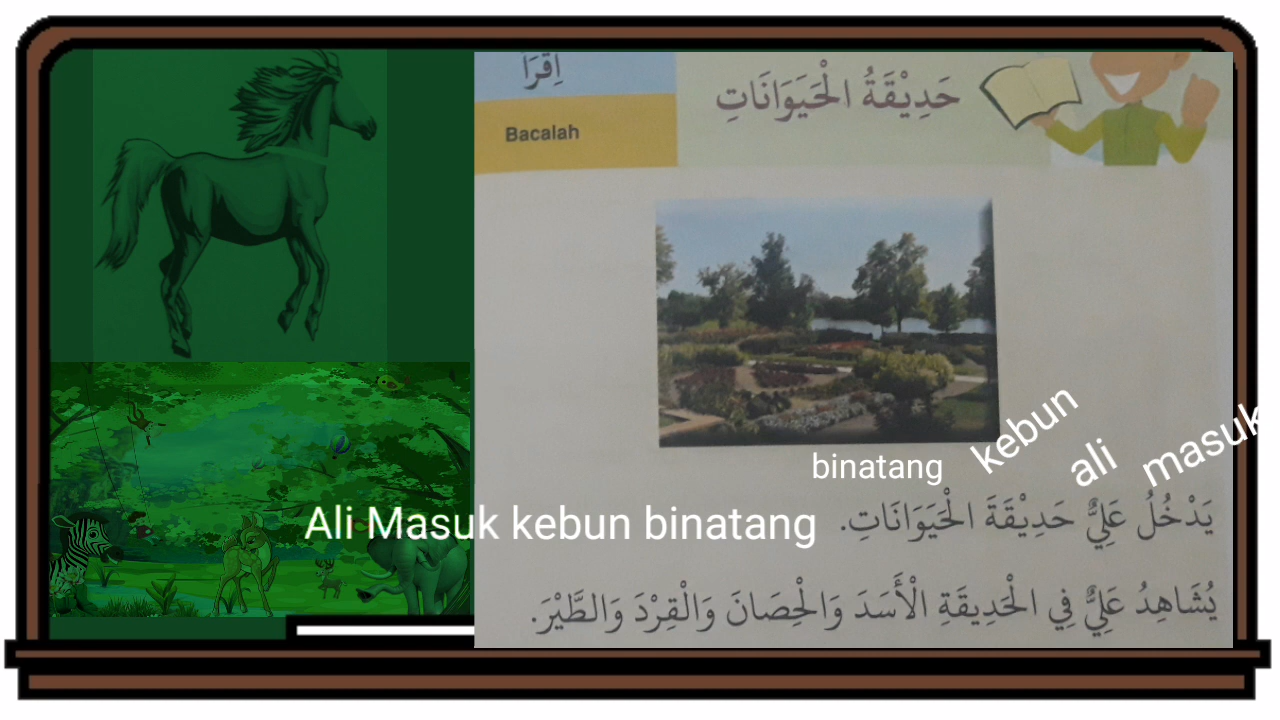 اِقْرَأْ
Bacalah
حَدِيْقَةُ الْحَيَوَانَاتِ
binatang kebun ali masuk
يَدْخُلُ عَلِيٌّ حَدِيْقَةَ الْحَيَوَانَاتِ.
Ali Masuk kebun binatang
يُشَاهِدُ عَلِيٌّ فِي الْحَدِيقَةِ الْأَسَدَ وَالْحِصَانَ وَالْقِرْدَ وَالطَّيْرَ.